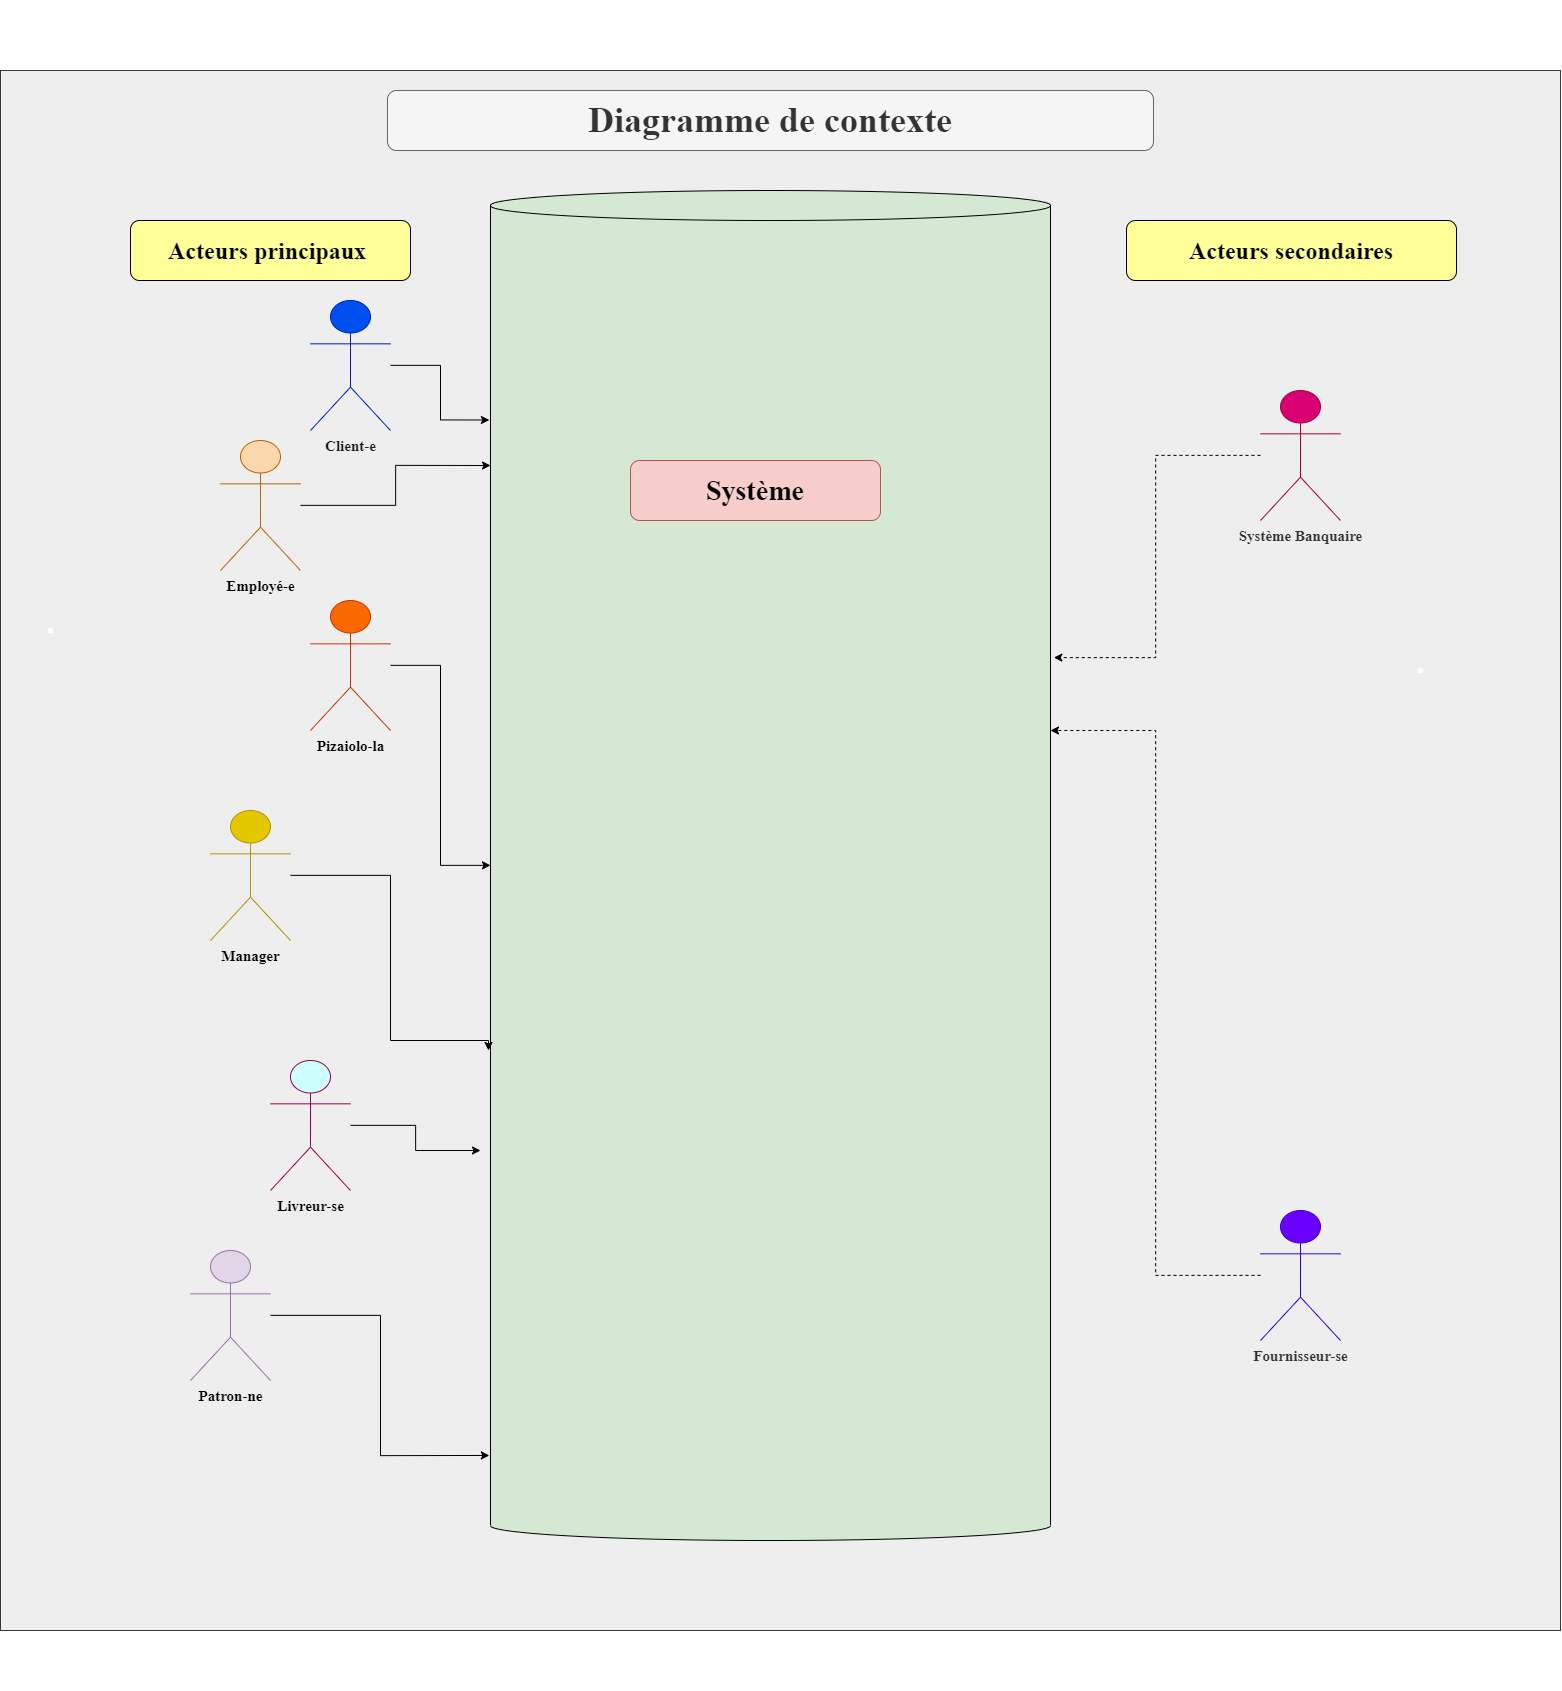 Diagramme de contexte
Acteurs principaux
Acteurs secondaires
Client-e
Système
Système Banquaire
Employé-e
Pizaiolo-la
Manager
Livreur-se
Fournisseur-se
Patron-ne